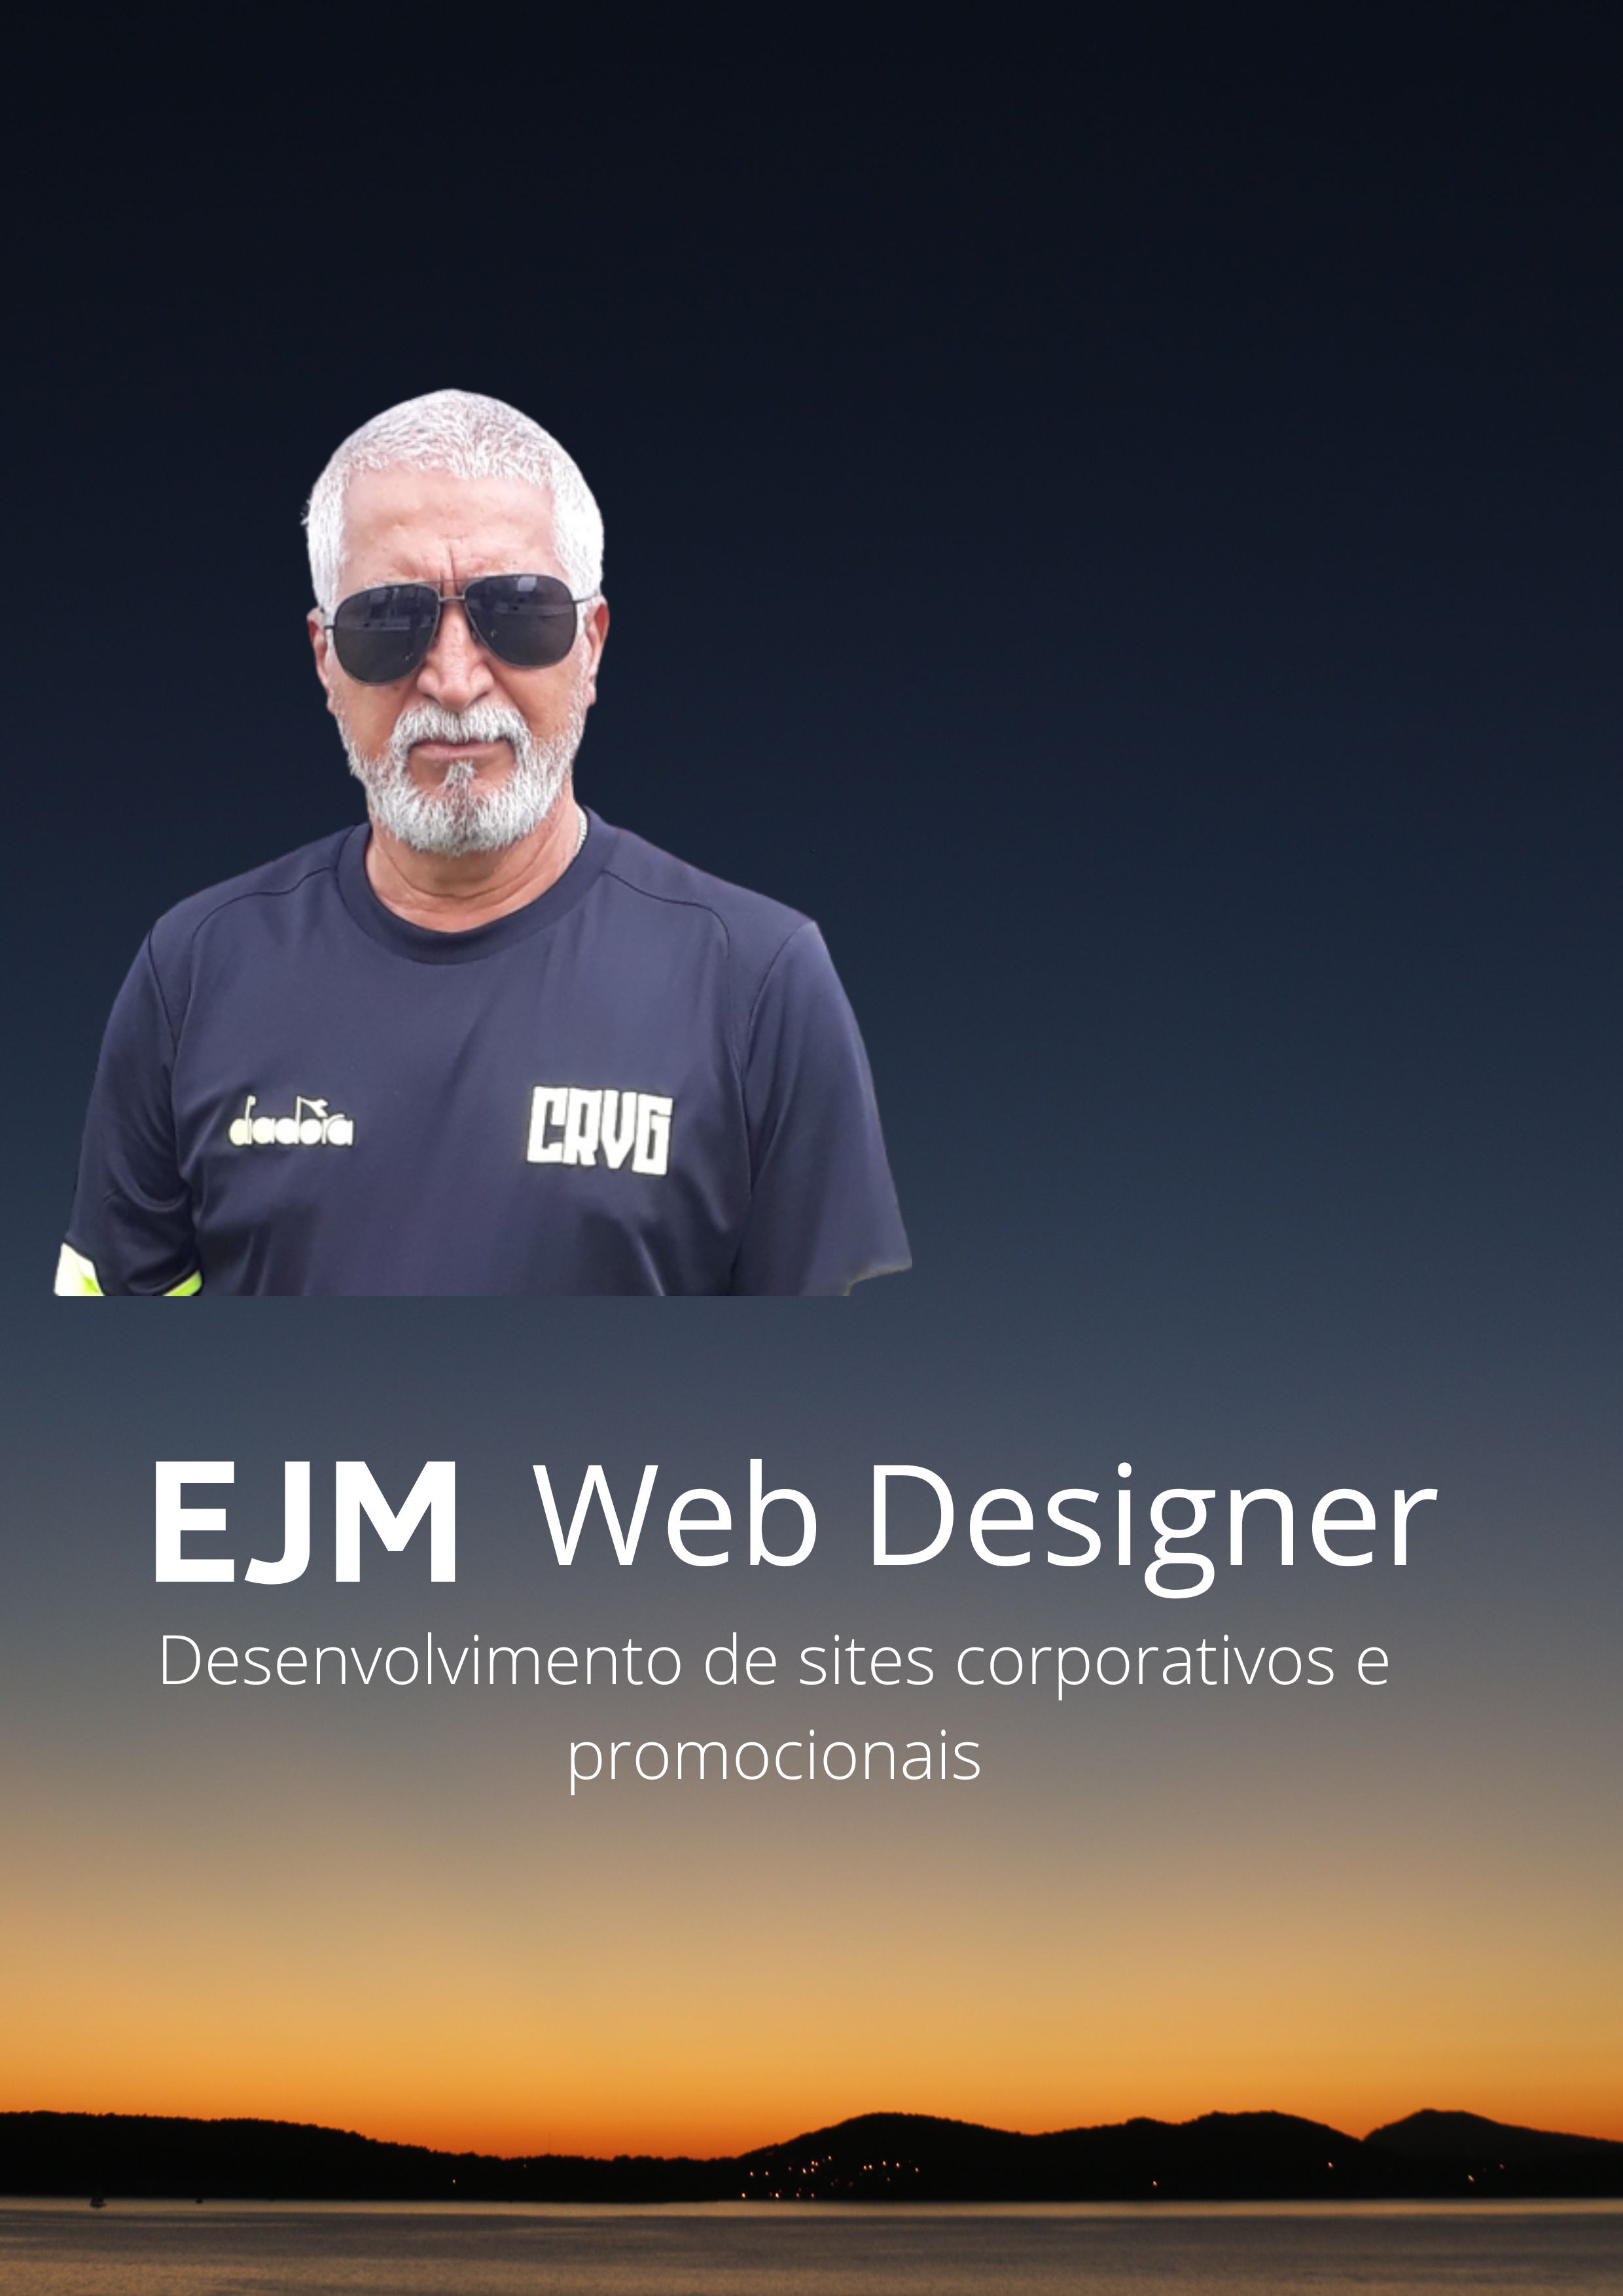 diadora
CRVG
EJM Web Designer
Desenvolvimento de sites corporativos e
promocionais